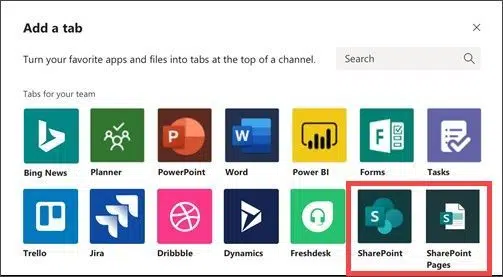 Add a tab
Turn your favorite apps and files into tabs at the top of a channel.
Search
Tabs for your team
Bing News
Planner
PowerPoint
Word
Power BI
Forms
Tasks
Trello
Jira
Dribbble
Dynamics
Freshdesk
SharePoint
SharePoint
Pages